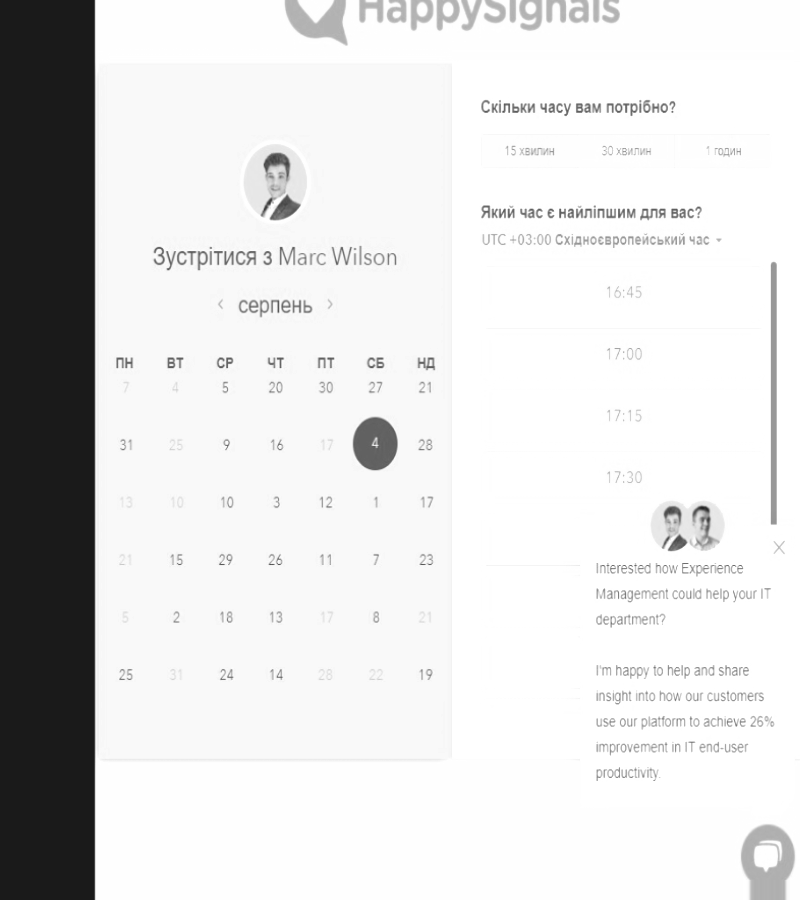 HappySignals
Зустрітися з Marc Wilson
серпень
ПН ВТ СР ЧТ ПТ СБ НД
7 4 5 20 30 27 21
31 25 9 16 17 4 28
13 10 10 3 12 1 17
21 15 29 26 11 7 23
5 2 18 13 17 8 21
25 31 24 14 28 22 19
Скільки часу вам потрібно?
15 хвилин 30 хвилин 1 годин
Який час є найліпшим для вас?
UTC +03:00 Східноєвропейський час
16:45
17:00
17:15
17:30
Interested how Experience
Management could help your IT
department?
I'm happy to help and share
insight into how our customers
use our platform to achieve 26%
improvement in IT end-user
productivity.